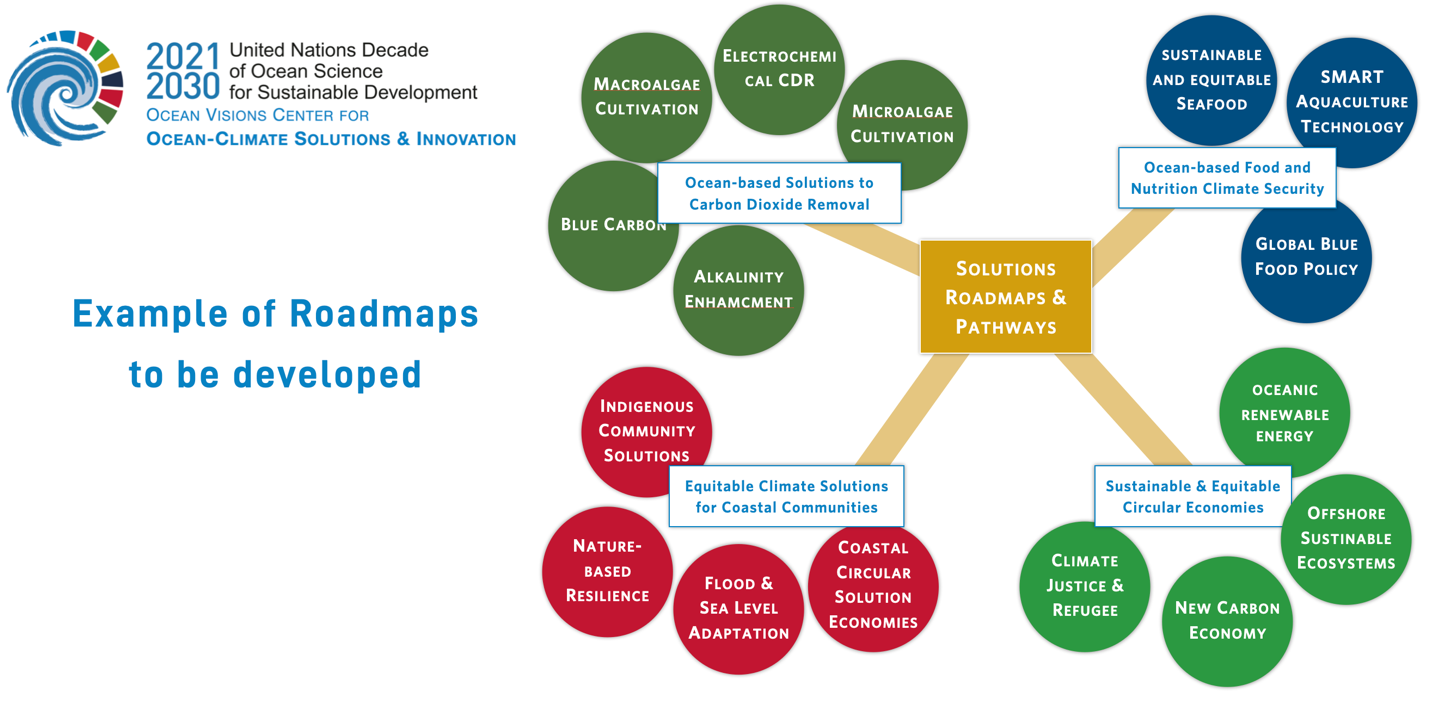 2021
2030
United Nations Decade
of Ocean Science
for Sustainable Development
Ocean Visions Center for
Ocean-Climate Solutions & Innovation
Example of Roadmaps
to be developed
Macroalgae
Cultivation
Electrochemi
cal CDR
Microalgae
Cultivation
Blue Carbon
Alkalinity
Enhamcment
Ocean-based Solutions to
Carbon Dioxide Removal
sustainable
and equitable
Seafood
SMART
Aquaculture
Technology
Ocean-based Food and
Nutrition Climate Security
Global Blue
Food Policy
Solutions
Roadmaps &
Pathways
Indigenous
Community
Solutions
Equitable Climate Solutions
for Coastal Communities
Nature-
based
Resilience
Flood &
Sea Level
Adaptation
Coastal
Circular
Solution
Economies
oceanic
renewable
energy
Sustainable & Equitable
Circular Economies
Offshore
Sustinable
Ecosystems
Climate
Justice &
Refugee
New Carbon
Economy